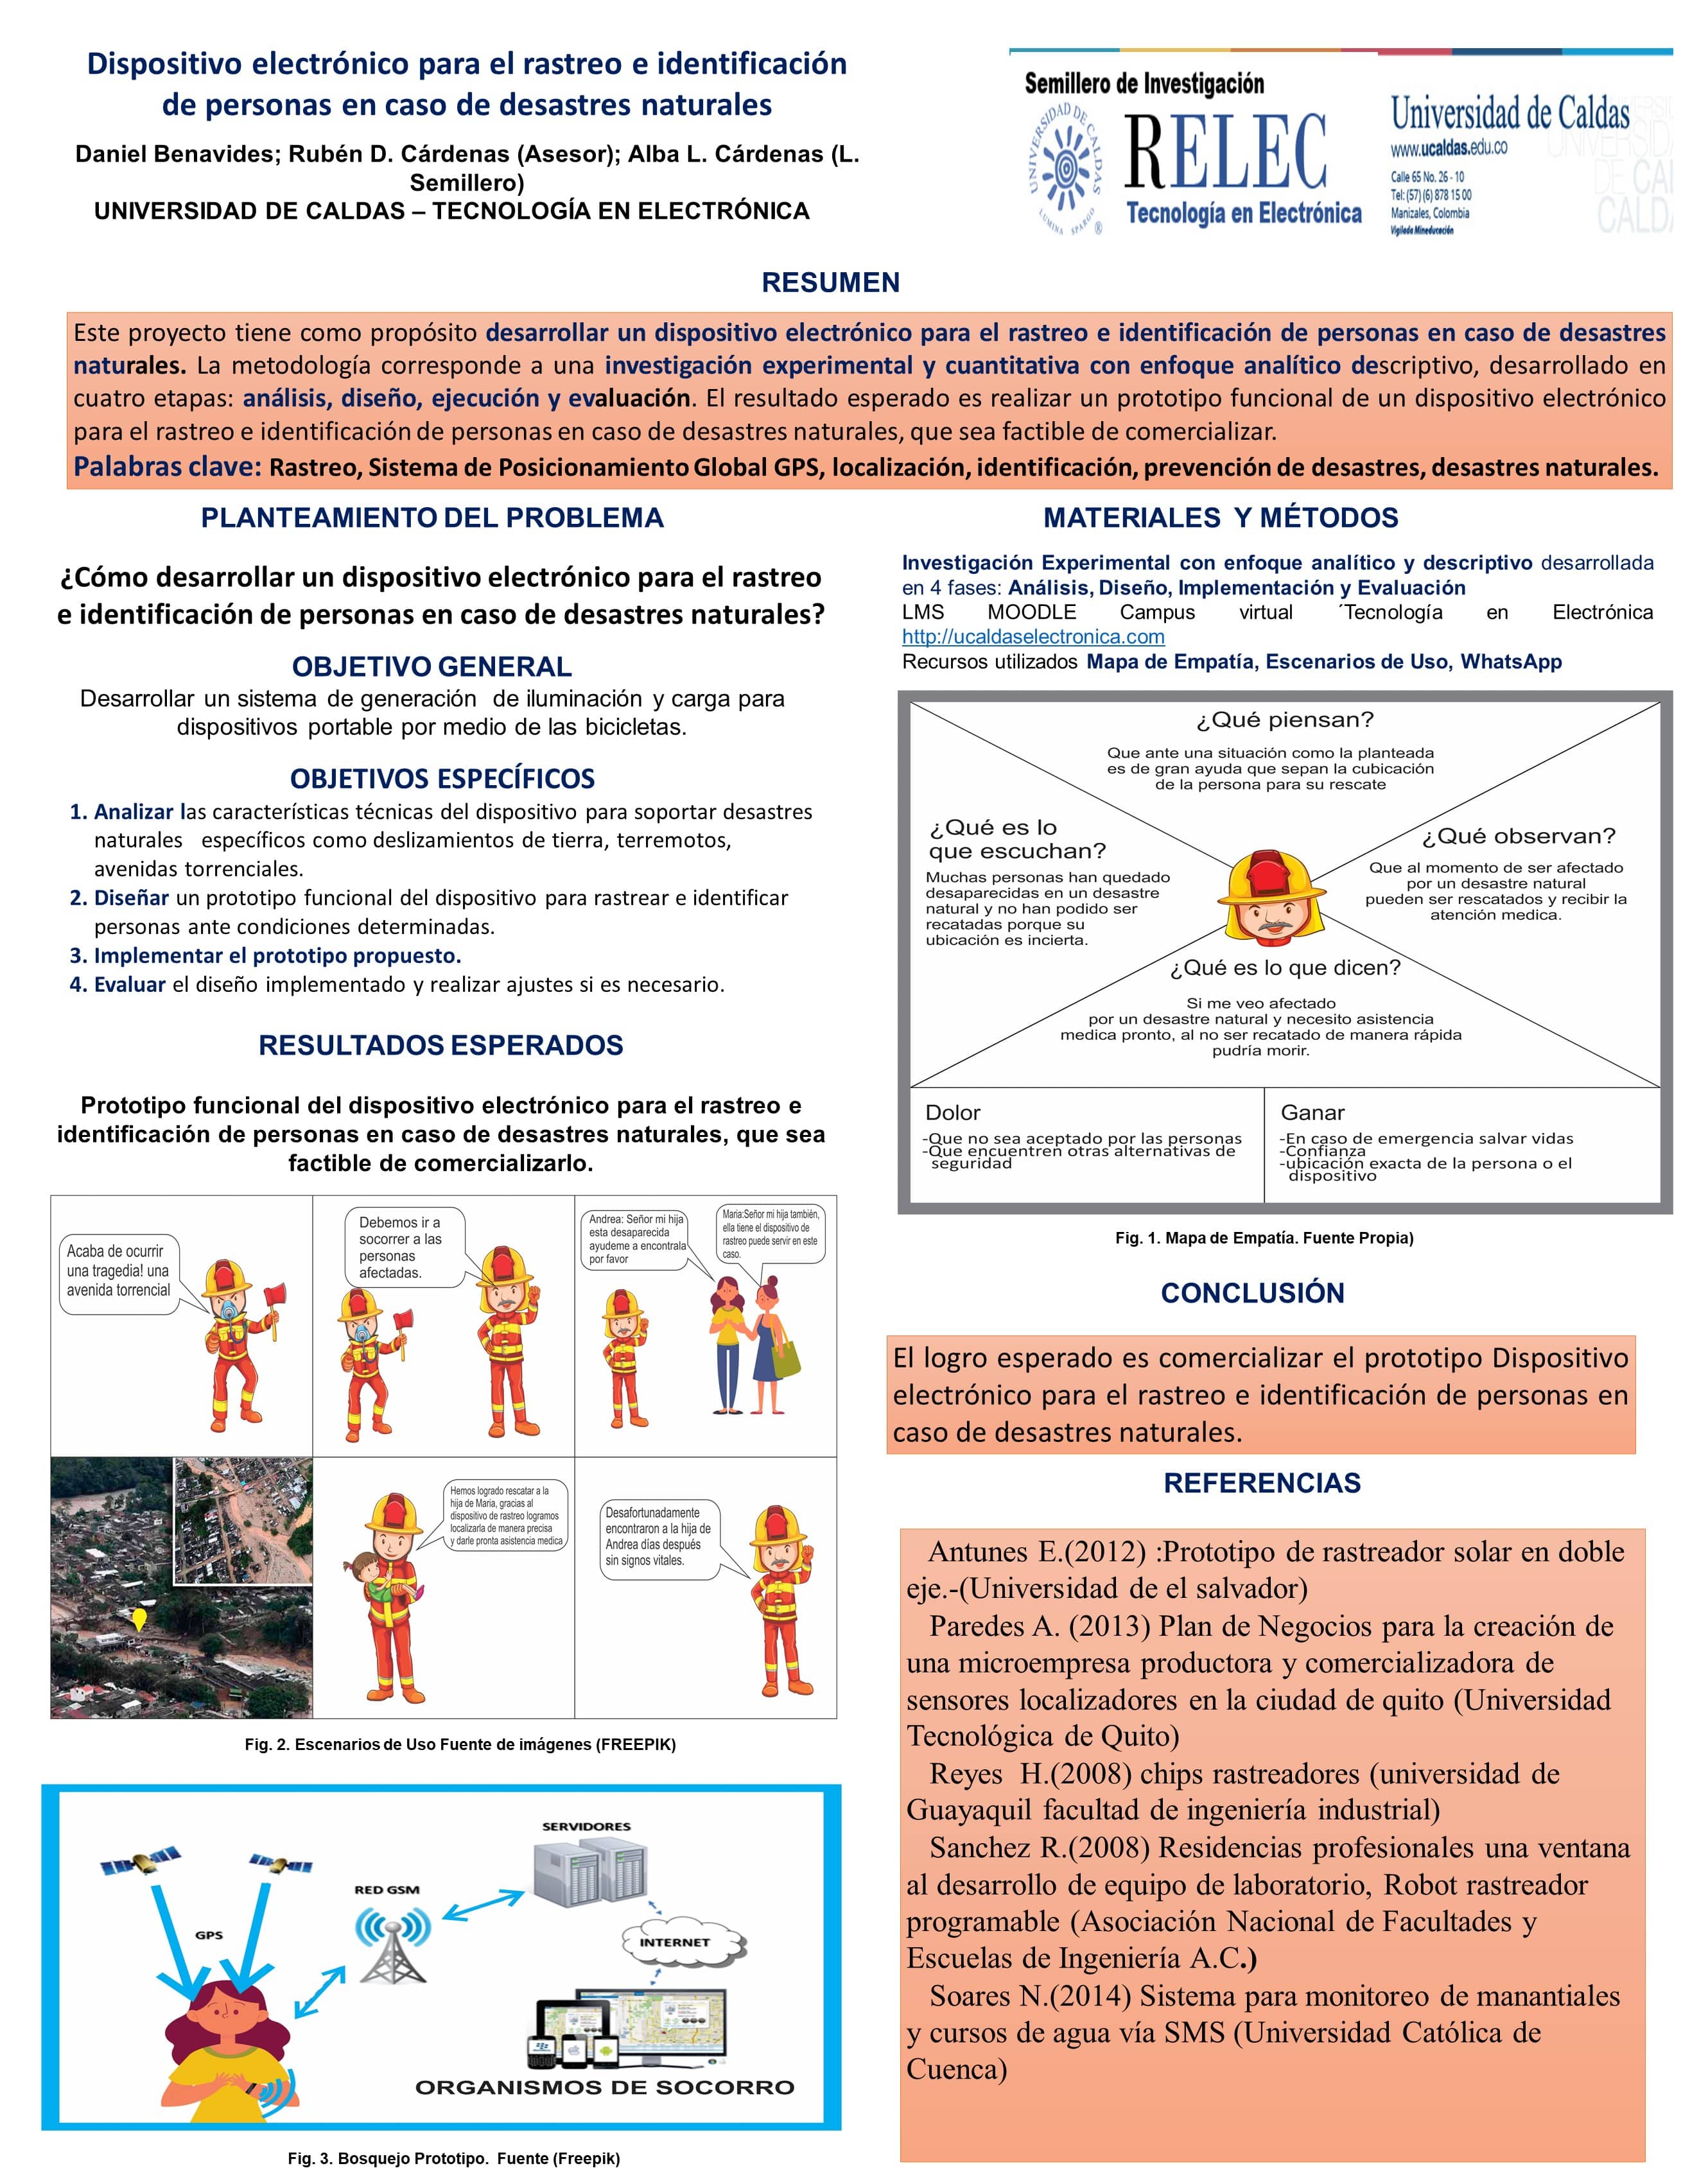 Dispositivo electrónico para el rastreo e identificación
de personas en caso de desastres naturales
Daniel Benavides; Rubén D. Cárdenas (Asesor); Alba L. Cárdenas (L.
Semillero)
UNIVERSIDAD DE CALDAS – TECNOLOGÍA EN ELECTRÓNICA
Semillero de Investigación
UNIVERSIDAD DE CALDAS
LUMINA SPARGO
®
RELEC
Tecnología en Electrónica
Universidad de Caldas
www.ucaldas.edu.co
Calle 65 No. 26 - 10
Tel: (57) (6) 878 15 00
Manizales, Colombia
Vigilada Mineducación
RESUMEN
Este proyecto tiene como propósito desarrollar un dispositivo electrónico para el rastreo e identificación de personas en caso de desastres
naturales. La metodología corresponde a una investigación experimental y cuantitativa con enfoque analítico descriptivo, desarrollado en
cuatro etapas: análisis, diseño, ejecución y evaluación. El resultado esperado es realizar un prototipo funcional de un dispositivo electrónico
para el rastreo e identificación de personas en caso de desastres naturales, que sea factible de comercializar.
Palabras clave: Rastreo, Sistema de Posicionamiento Global GPS, localización, identificación, prevención de desastres, desastres naturales.
PLANTEAMIENTO DEL PROBLEMA
¿Cómo desarrollar un dispositivo electrónico para el rastreo
e identificación de personas en caso de desastres naturales?
OBJETIVO GENERAL
Desarrollar un sistema de generación de iluminación y carga para
dispositivos portable por medio de las bicicletas.
OBJETIVOS ESPECÍFICOS
1. Analizar las características técnicas del dispositivo para soportar desastres
naturales específicos como deslizamientos de tierra, terremotos,
avenidas torrenciales.
2. Diseñar un prototipo funcional del dispositivo para rastrear e identificar
personas ante condiciones determinadas.
3. Implementar el prototipo propuesto.
4. Evaluar el diseño implementado y realizar ajustes si es necesario.
RESULTADOS ESPERADOS
Prototipo funcional del dispositivo electrónico para el rastreo e
identificación de personas en caso de desastres naturales, que sea
factible de comercializarlo.
Acaba de ocurrir
una tragedia! una
avenida torrencial
Debemos ir a
socorrer a las
personas
afectadas.
Andrea: Señor mi hija
esta desaparecida
ayudeme a encontrala
por favor
Maria:Señor mi hija también,
ella tiene el dispositivo de
rastreo puede servir en este
caso.
Hemos logrado rescatar a la
hija de Maria, gracias al
dispositivo de rastreo logramos
localizarla de manera precisa
y darle pronta asistencia medica
Desafortunadamente
encontraron a la hija de
Andrea días después
sin signos vitales.
Fig. 2. Escenarios de Uso Fuente de imágenes (FREEPIK)
SERVIDORES
RED GSM
GPS
INTERNET
ORGANISMOS DE SOCORRO
Fig. 3. Bosquejo Prototipo. Fuente (Freepik)
MATERIALES Y MÉTODOS
Investigación Experimental con enfoque analítico y descriptivo desarrollada
en 4 fases: Análisis, Diseño, Implementación y Evaluación
LMS MOODLE Campus virtual ´Tecnología en Electrónica
http://ucaldaselectronica.com
Recursos utilizados Mapa de Empatía, Escenarios de Uso, WhatsApp
¿Qué piensan?
Que ante una situación como la planteada
es de gran ayuda que sepan la cubicación
de la persona para su rescate
¿Qué es lo
que escuchan?
Muchas personas han quedado
desaparecidas en un desastre
natural y no han podido ser
recatadas porque su
ubicación es incierta.
¿Qué observan?
Que al momento de ser afectado
por un desastre natural
pueden ser rescatados y recibir la
atención medica.
¿Qué es lo que dicen?
Si me veo afectado
por un desastre natural y necesito asistencia
medica pronto, al no ser recatado de manera rápida
pudría morir.
Dolor
-Que no sea aceptado por las personas
-Que encuentren otras alternativas de
seguridad
Ganar
-En caso de emergencia salvar vidas
-Confianza
-ubicación exacta de la persona o el
dispositivo
Fig. 1. Mapa de Empatía. Fuente Propia)
CONCLUSIÓN
El logro esperado es comercializar el prototipo Dispositivo
electrónico para el rastreo e identificación de personas en
caso de desastres naturales.
REFERENCIAS
Antunes E.(2012) :Prototipo de rastreador solar en doble
eje.-(Universidad de el salvador)
Paredes A. (2013) Plan de Negocios para la creación de
una microempresa productora y comercializadora de
sensores localizadores en la ciudad de quito (Universidad
Tecnológica de Quito)
Reyes H.(2008) chips rastreadores (universidad de
Guayaquil facultad de ingeniería industrial)
Sanchez R.(2008) Residencias profesionales una ventana
al desarrollo de equipo de laboratorio, Robot rastreador
programable (Asociación Nacional de Facultades y
Escuelas de Ingeniería A.C.)
Soares N.(2014) Sistema para monitoreo de manantiales
y cursos de agua vía SMS (Universidad Católica de
Cuenca)